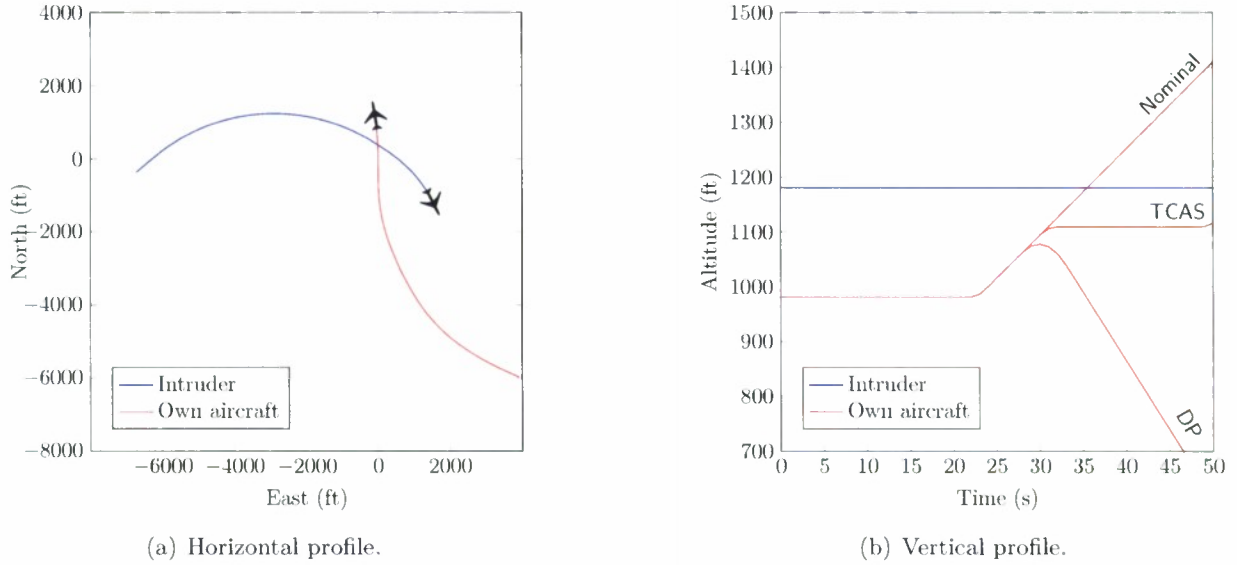 4000
2000
0
−2000
−4000
−6000
−8000
North (ft)
−6000 −4000 −2000 0 2000
East (ft)
Intruder
Own aircraft
(a) Horizontal profile.
1500
1400
1300
1200
1100
1000
900
800
700
Altitude (ft)
0 5 10 15 20 25 30 35 40 45 50
Time (s)
Nominal
TCAS
DP
Intruder
Own aircraft
(b) Vertical profile.